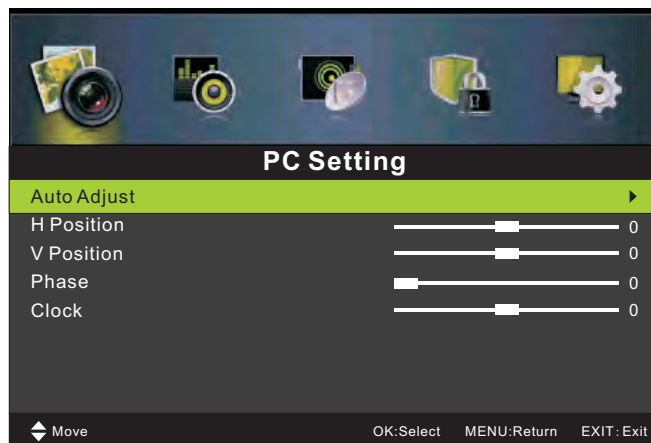 PC Setting
Auto Adjust
H Position 0
V Position 0
Phase 0
Clock 0
Move OK:Select MENU:Return EXIT:Exit